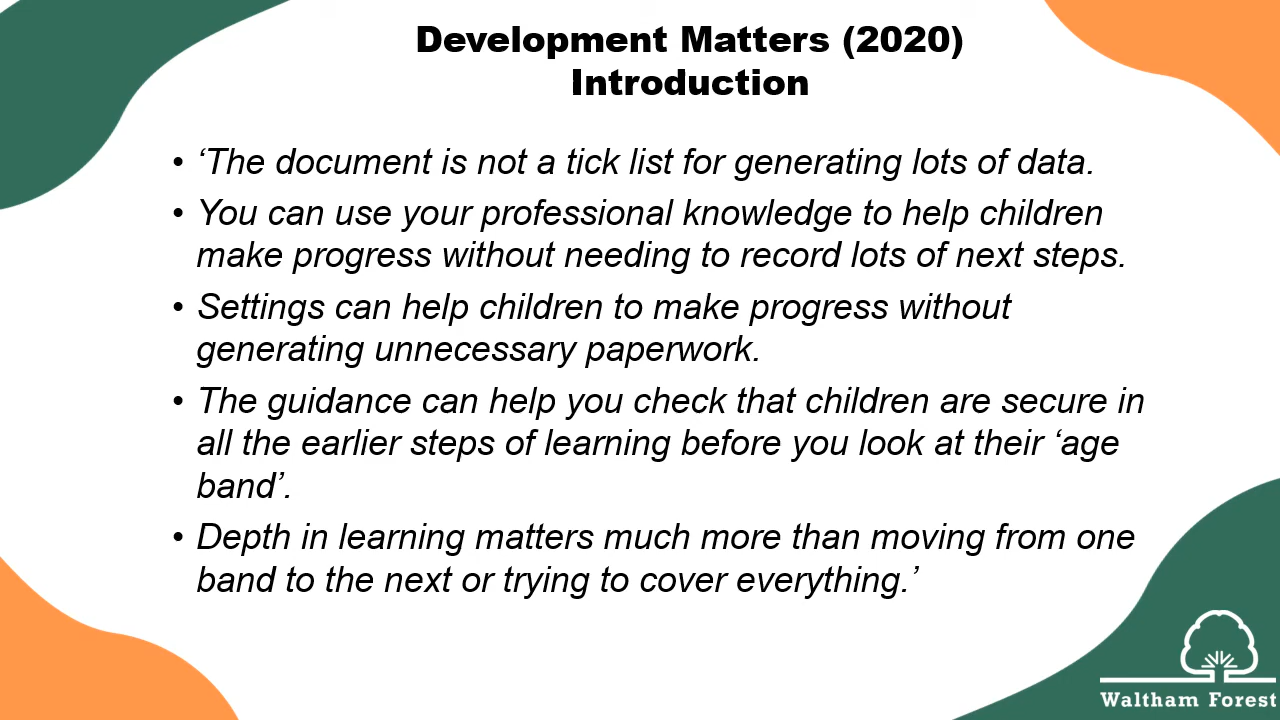 Development Matters (2020)
Introduction
• ‘The document is not a tick list for generating lots of data.
• You can use your professional knowledge to help children
make progress without needing to record lots of next steps.
• Settings can help children to make progress without
generating unnecessary paperwork.
• The guidance can help you check that children are secure in
all the earlier steps of learning before you look at their ‘age
band’.
• Depth in learning matters much more than moving from one
band to the next or trying to cover everything.’
Waltham Forest